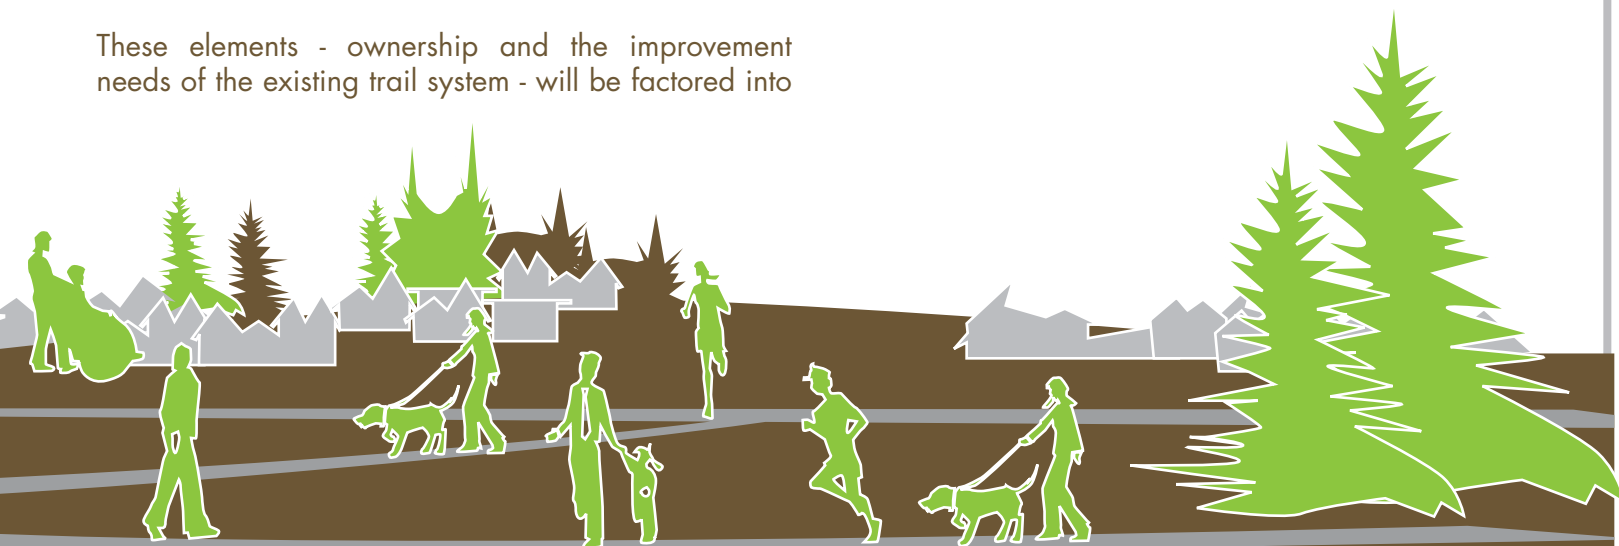 These elements - ownership and the improvement
needs of the existing trail system - will be factored into